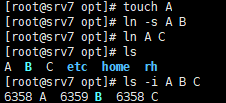 [root@srv7 opt]# touch A
[root@srv7 opt]# ln -s A B
[root@srv7 opt]# ln A C
[root@srv7 opt]# ls
A B C etc home rh
[root@srv7 opt]# ls -i A B C
6358 A 6359 B 6358 C